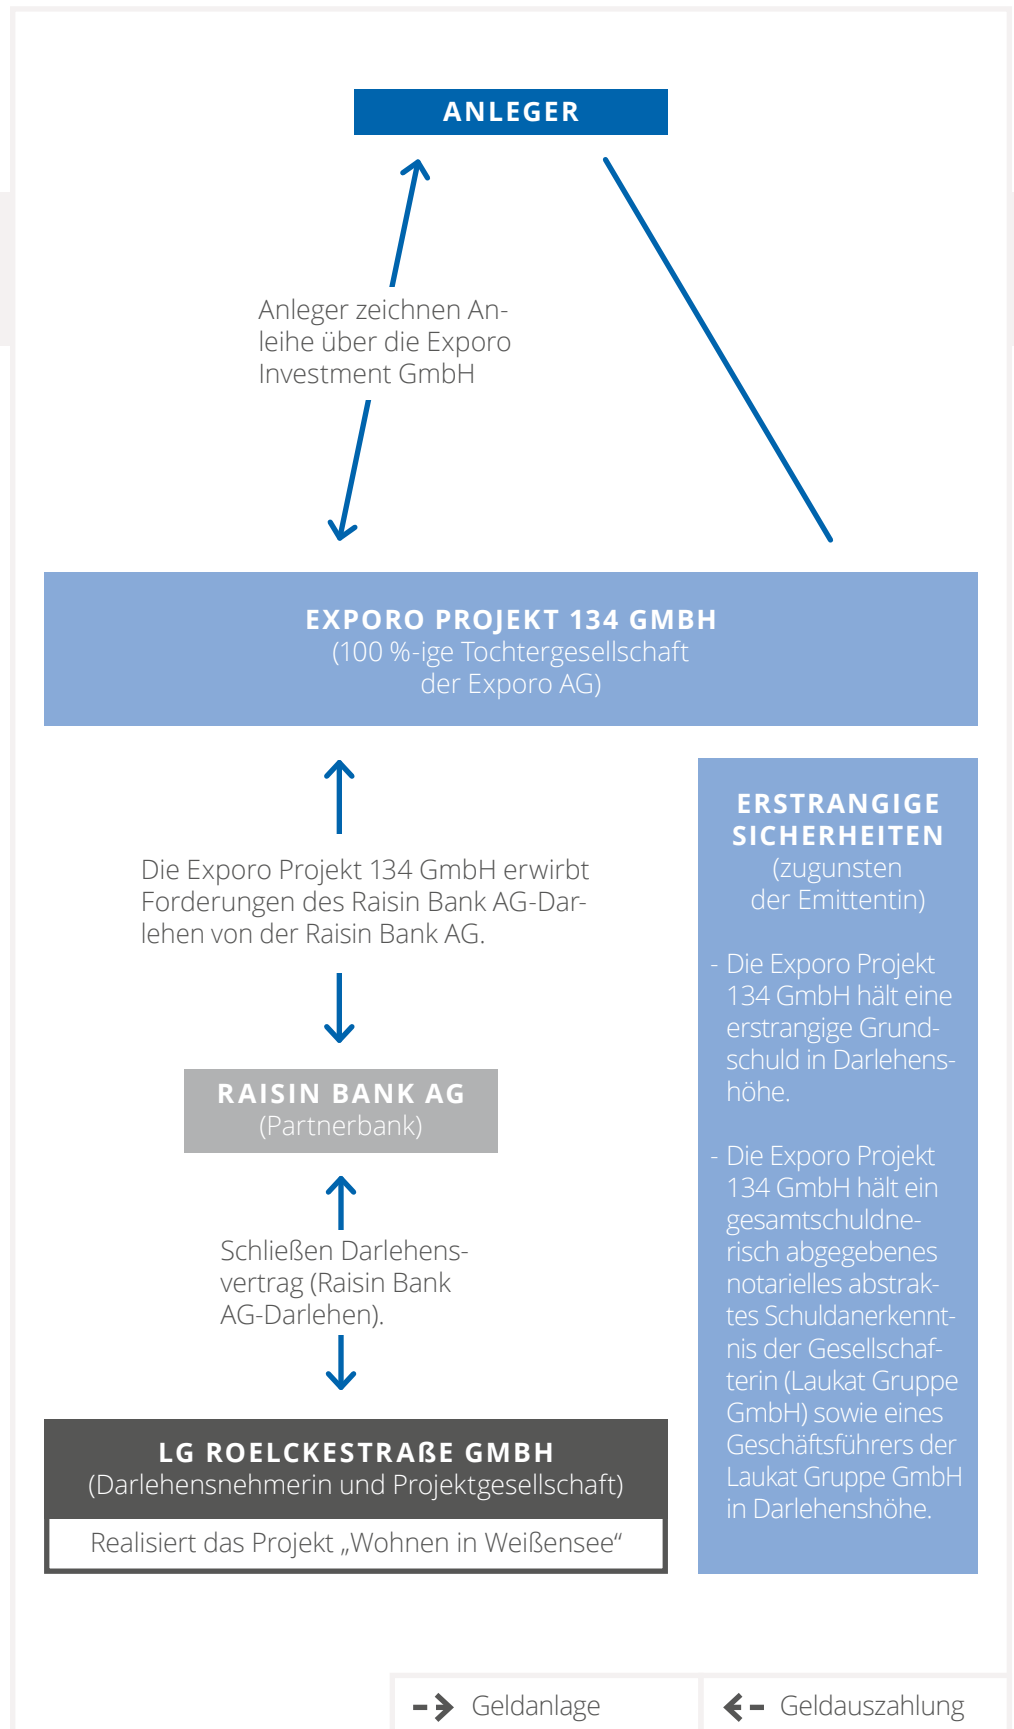 ANLEGER
Anleger zeichnen An-
leihe über die Exporo
Investment GmbH
EXPORO PROJEKT 134 GMBH
(100 %-ige Tochtergesellschaft
der Exporo AG)
Die Exporo Projekt 134 GmbH erwirbt
Forderungen des Raisin Bank AG-Dar-
lehen von der Raisin Bank AG.
RAISIN BANK AG
(Partnerbank)
Schließen Darlehens-
vertrag (Raisin Bank
AG-Darlehen).
LG ROELCKESTRAßE GMBH
(Darlehensnehmerin und Projektgesellschaft)
Realisiert das Projekt „Wohnen in Weißensee“
ERSTRANGIGE
SICHERHEITEN
(zugunsten
der Emittentin)
- Die Exporo Projekt
134 GmbH hält eine
erstrangige Grund-
schuld in Darlehens-
höhe.
- Die Exporo Projekt
134 GmbH hält ein
gesamtschuldne-
risch abgegebenes
notarielles abstrak-
tes Schuldanerkennt-
nis der Gesellschaf-
terin (Laukat Gruppe
GmbH) sowie eines
Geschäftsführers der
Laukat Gruppe GmbH
in Darlehenshöhe.
Geldanlage
Geldauszahlung